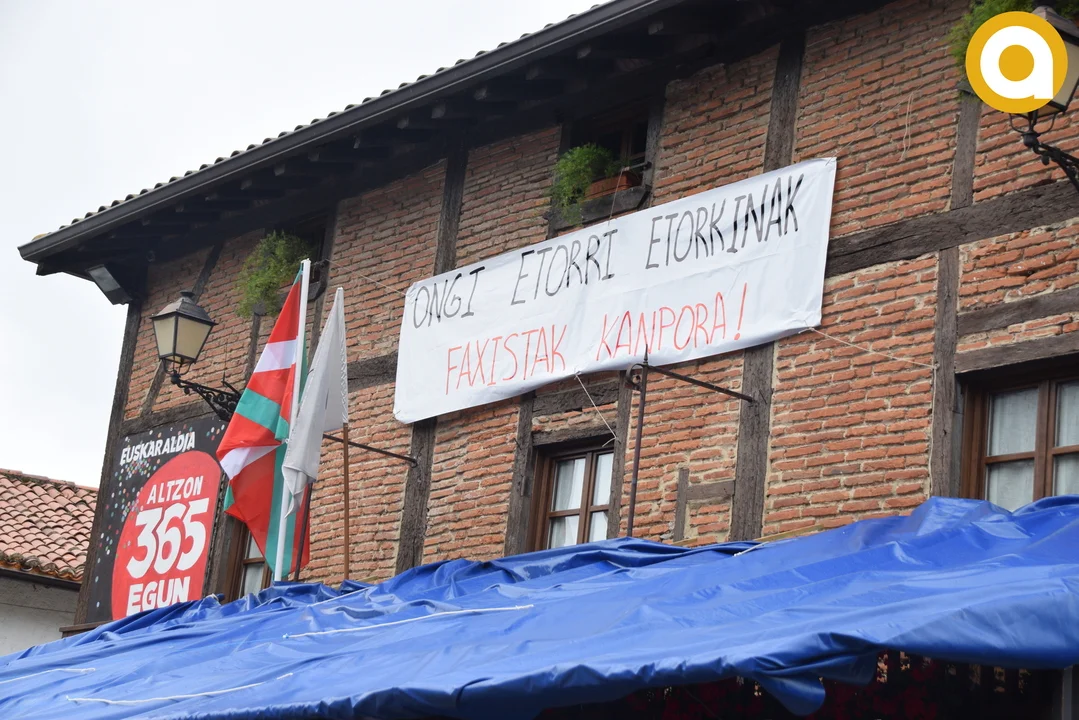 ONGI ETORRI ETORKINAK
FAXISTAK KANPORA!
EUSKARALDIA
ALTZON
365
EGUN
a